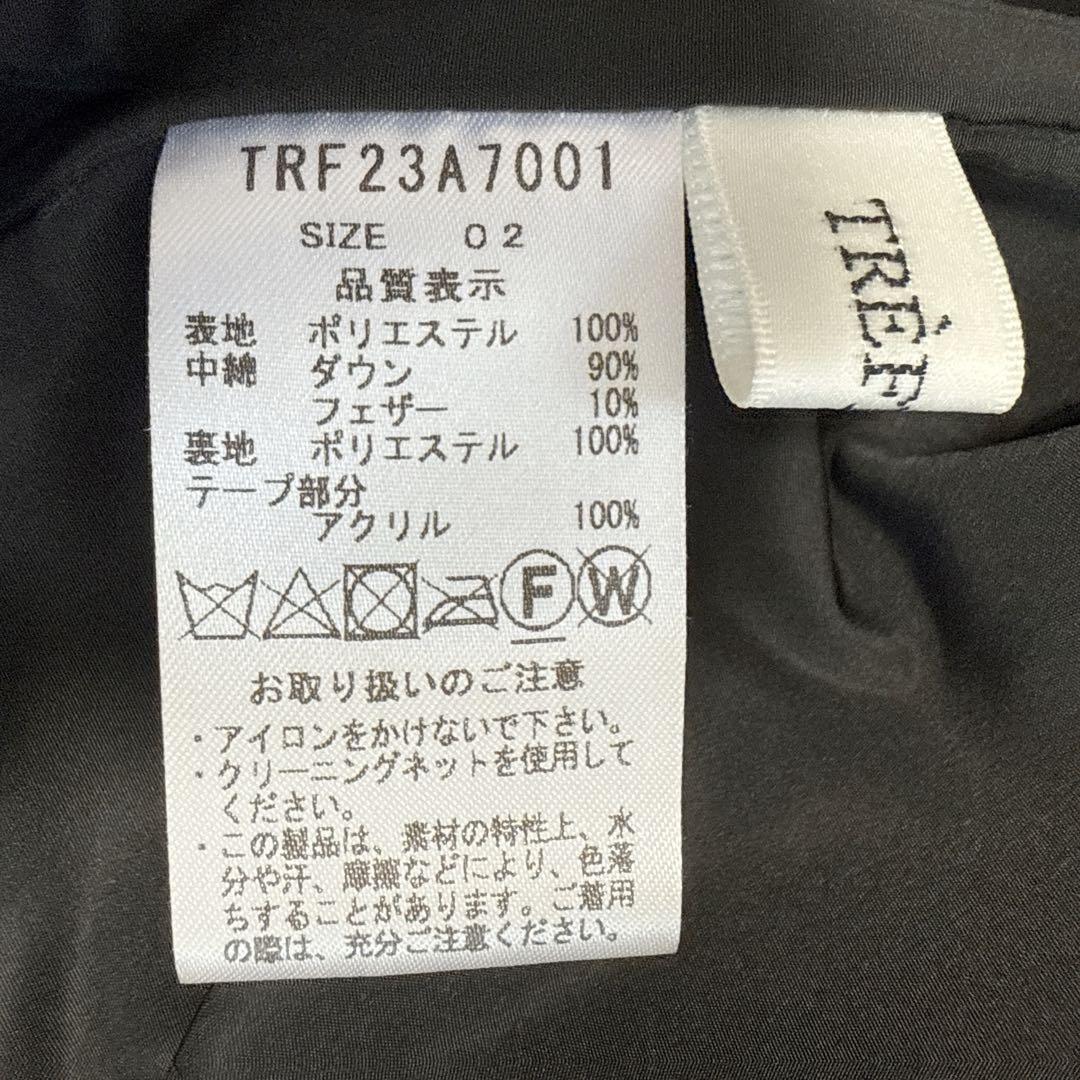 TRF23A7001
SIZE 02
品質表示
表地 ポリエステル 100%
中綿 ダウン 90%
フェザー 10%
裏地 ポリエステル 100%
テープ部分
アクリル 100%
F W
お取り扱いのご注意
・アイロンをかけないで下さい。
・クリーニングネットを使用して
ください。
・この製品は、素材の特性上、水
分や汗、摩擦などにより、色落
ちすることがあります。ご着用
の際は、充分ご注意ください。
TRÉF